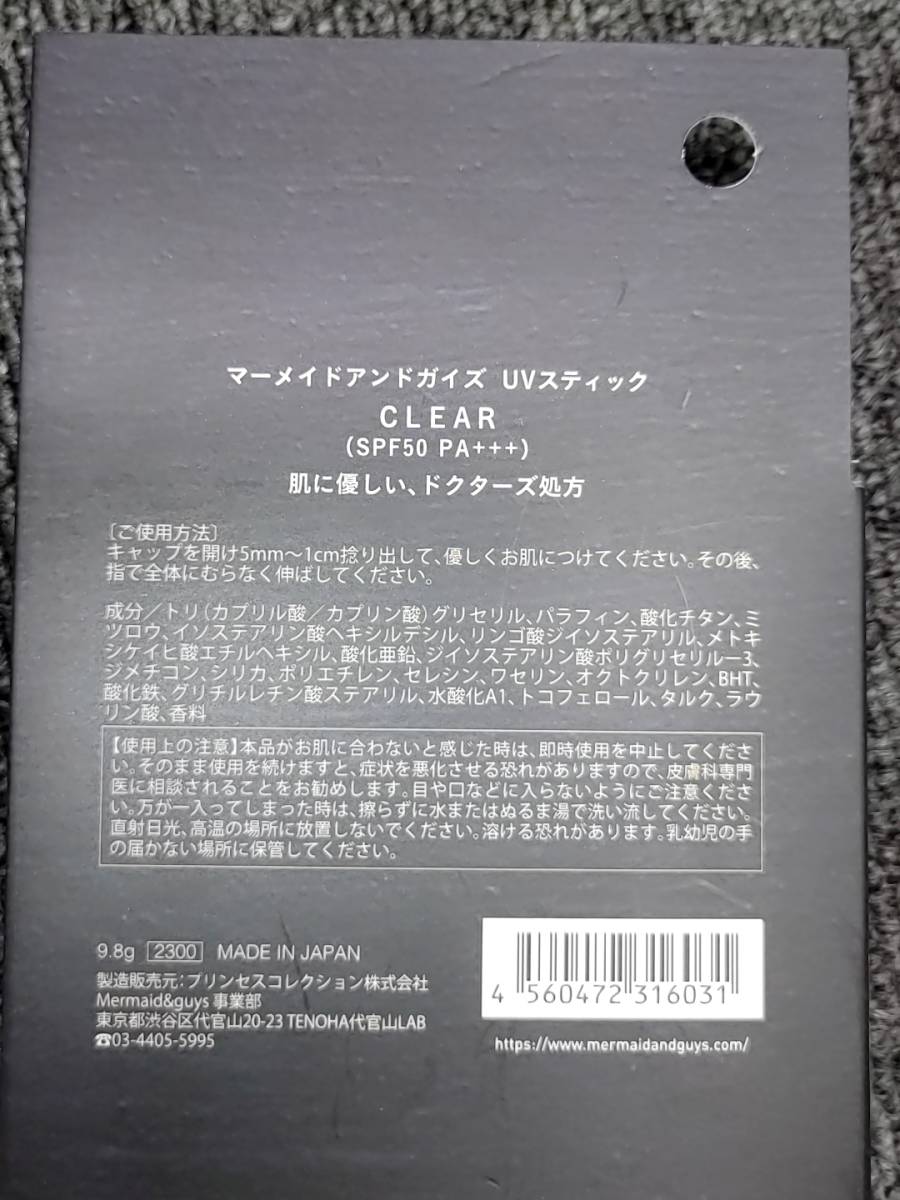 マーメイドアンドガイズ UVスティック
CLEAR
(SPF50 PA+++)
肌に優しい、ドクターズ処方
〔ご使用方法〕
キャップを開け5mm〜1cm捻り出して、優しくお肌につけてください。その後、
指で全体にむらなく伸ばしてください。
成分／トリ(カプリル酸／カプリン酸)グリセリル、パラフィン、酸化チタン、ミ
ツロウ、イソステアリン酸ヘキシルデシル、リンゴ酸ジイソステアリル、メトキ
シケイヒ酸エチルヘキシル、酸化亜鉛、ジイソステアリン酸ポリグリセリル－3、
ジメチコン、シリカ、ポリエチレン、セレシン、ワセリン、オクトクリレン、BHT、
酸化鉄、グリチルレチン酸ステアリル、水酸化A1、トコフェロール、タルク、ラウ
リン酸、香料
【使用上の注意】本品がお肌に合わないと感じた時は、即時使用を中止してくださ
い。そのまま使用を続けますと、症状を悪化させる恐れがありますので、皮膚科専門
医に相談されることをお勧めします。目や口などに入らないようにご注意ください
。万が一入ってしまった時は、擦らずに水またはぬるま湯で洗い流してください。
直射日光、高温の場所に放置しないでください。溶ける恐れがあります。乳幼児の手
の届かない場所に保管してください。
9.8g 2300 MADE IN JAPAN
製造販売元：プリンセスコレクション株式会社
Mermaid&guys 事業部
東京都渋谷区代官山20-23 TENOHA代官山LAB
☎03-4405-5995
4 560472 316031
https://www.mermaidandguys.com/